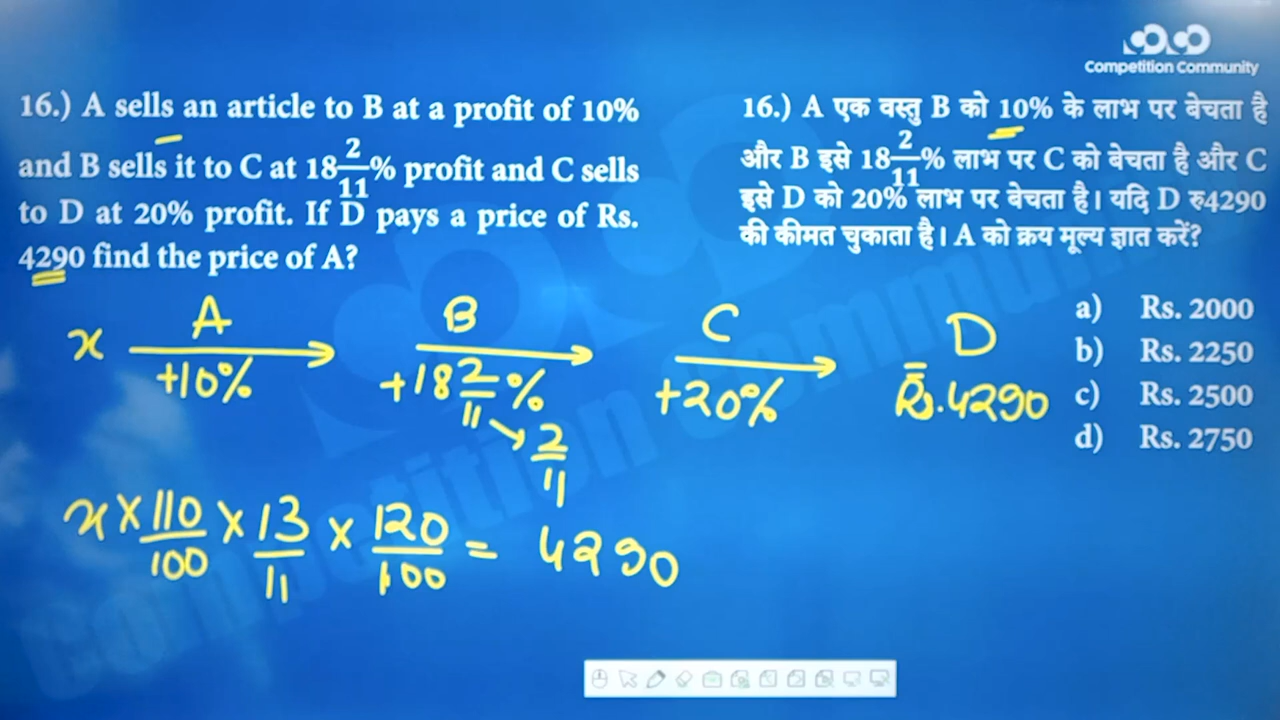 Competition Community
16.) A sells an article to B at a profit of 10%
and B sells it to C at 18 2/11% profit and C sells
to D at 20% profit. If D pays a price of Rs.
4290 find the price of A?
16.) A एक वस्तु B को 10% के लाभ पर बेचता है
और B इसे 18 2/11% लाभ पर C को बेचता है और C
इसे D को 20% लाभ पर बेचता है। यदि D रु4290
की कीमत चुकाता है। A को क्रय मूल्य ज्ञात करें?
a) Rs. 2000
b) Rs. 2250
c) Rs. 2500
d) Rs. 2750
x A B C D
+10% +18 2/11% +20% Rs.4290
2/11
x × 110/100 × 13/11 × 120/100 = 4290
Competition Community